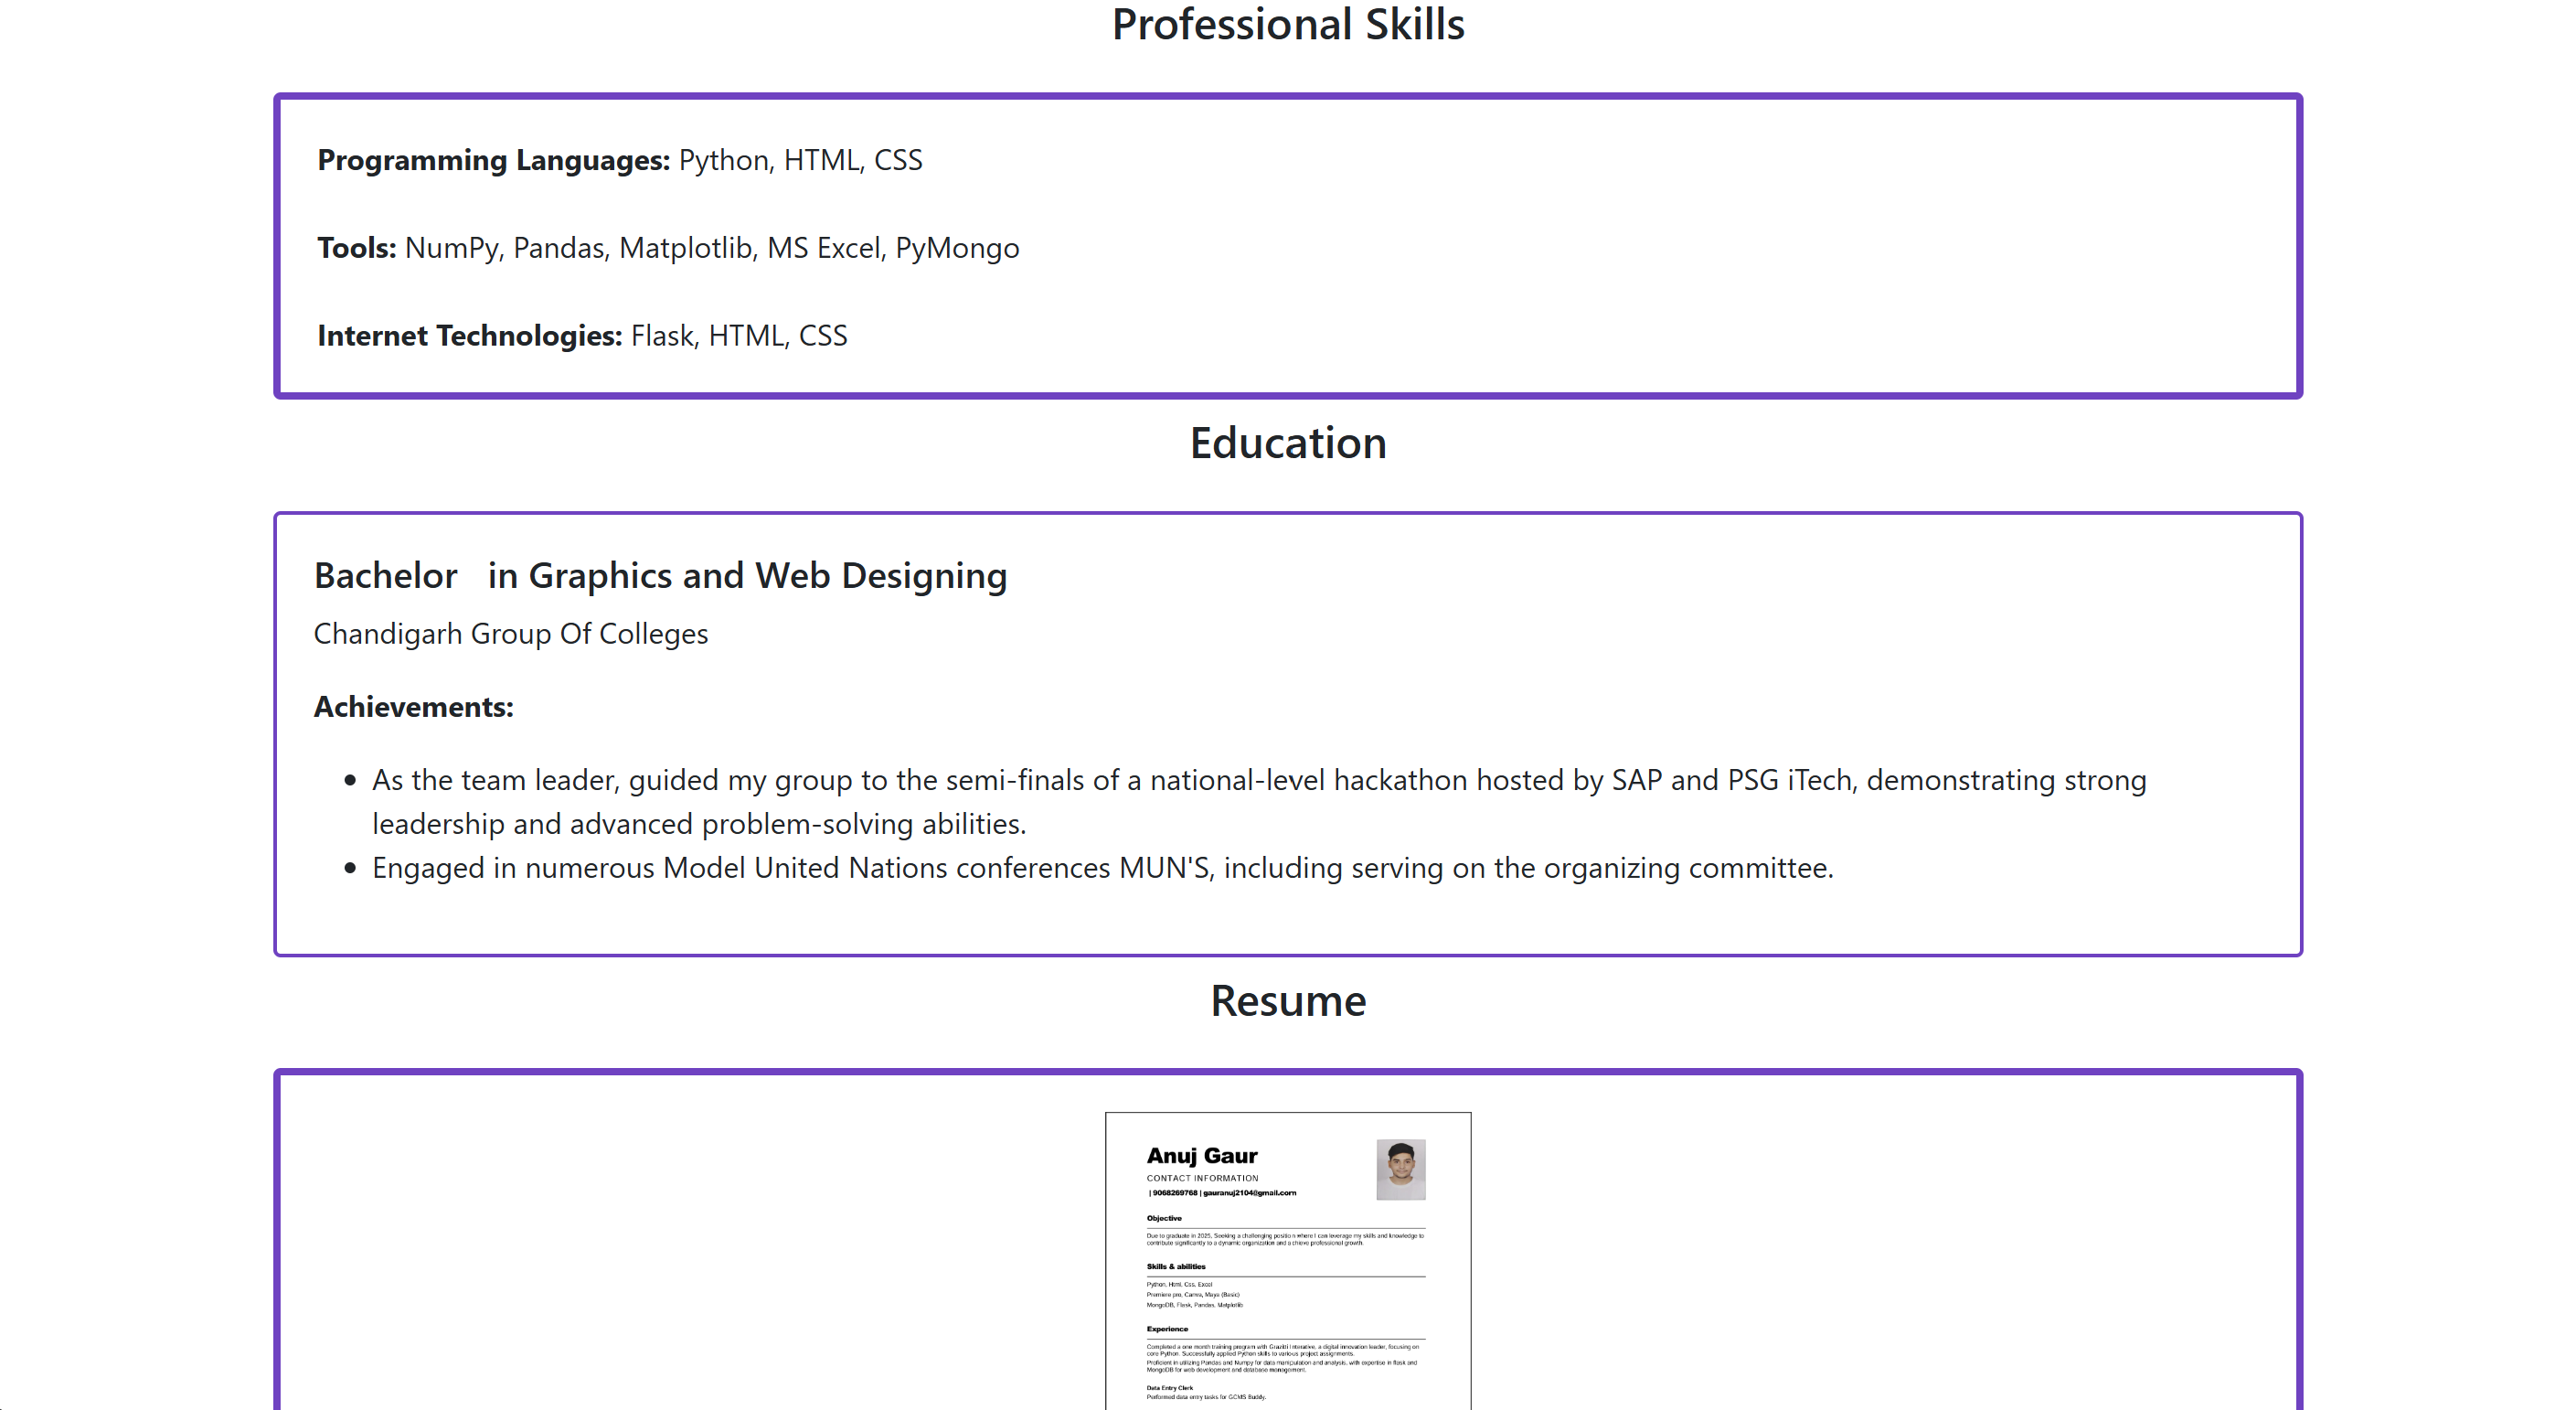 Professional Skills
Programming Languages: Python, HTML, CSS
Tools: NumPy, Pandas, Matplotlib, MS Excel, PyMongo
Internet Technologies: Flask, HTML, CSS
Education
Bachelor   in Graphics and Web Designing
Chandigarh Group Of Colleges
Achievements:
As the team leader, guided my group to the semi-finals of a national-level hackathon hosted by SAP and PSG iTech, demonstrating strong
leadership and advanced problem-solving abilities.
Engaged in numerous Model United Nations conferences MUN'S, including serving on the organizing committee.
Resume
Anuj Gaur
CONTACT INFORMATION
| 9068269768 | gauranuj2104@gmail.com
Objective
Due to graduate in 2025. Seeking a challenging position where I can leverage my skills and knowledge to
contribute significantly to a dynamic organization and achieve professional growth.
Skills & abilities
Python, Html, Css, Excel
Premiere pro, Canva, Maya (Basic)
MongoDB, Flask, Pandas, Matplotlib
Experience
Completed a one month training program with Grazitti Interative, a digital innovation leader, focusing on
core Python. Successfully applied Python skills to various project assignments.
Proficient in utilizing Pandas and Numpy for data manipulation and analysis, with expertise in flask and
MongoDB for web development and database management.
Data Entry Clerk
Performed data entry tasks for GCMS Buddy.